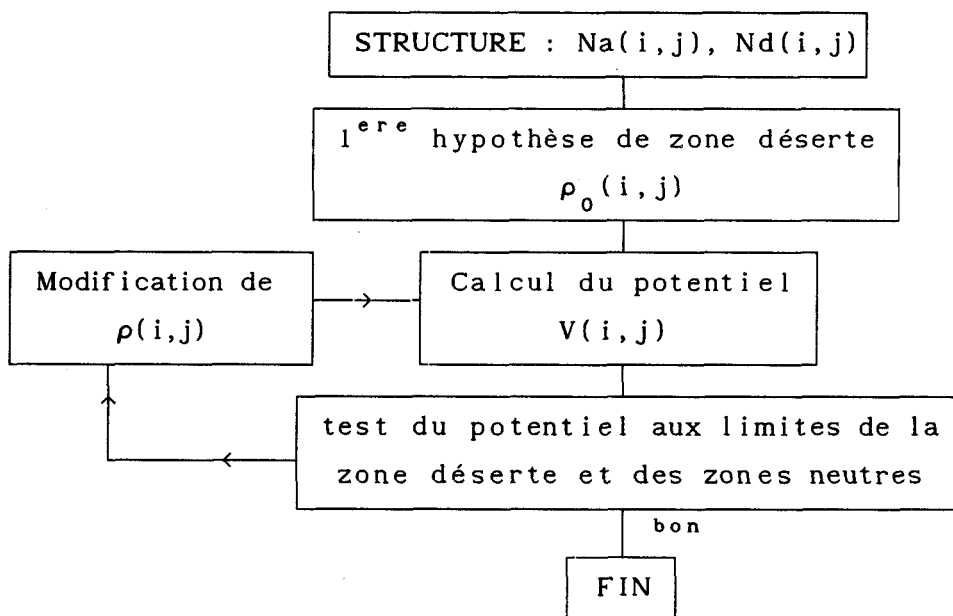 STRUCTURE : Na(i,j), Nd(i,j)
1ere hypothèse de zone déserte
ρ0(i,j)
Modification de
ρ(i,j)
Calcul du potentiel
V(i,j)
test du potentiel aux limites de la
zone déserte et des zones neutres
bon
FIN